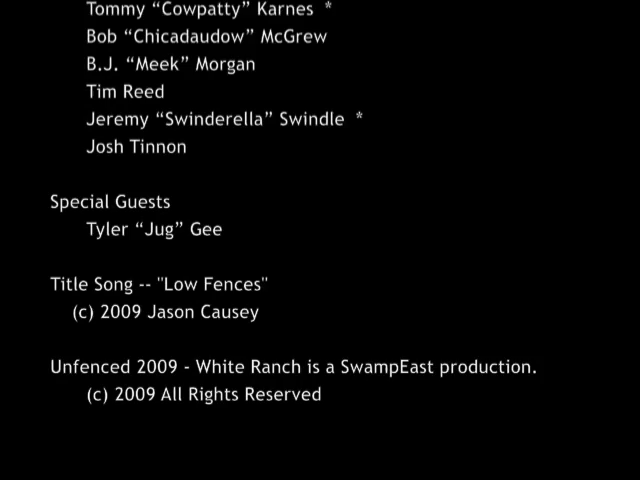 Tommy “Cowpatty” Karnes *
Bob “Chicadaudow” McGrew
B.J. “Meek” Morgan
Tim Reed
Jeremy “Swinderella” Swindle *
Josh Tinnon
Special Guests
Tyler “Jug” Gee
Title Song -- "Low Fences"
(c) 2009 Jason Causey
Unfenced 2009 - White Ranch is a SwampEast production.
(c) 2009 All Rights Reserved